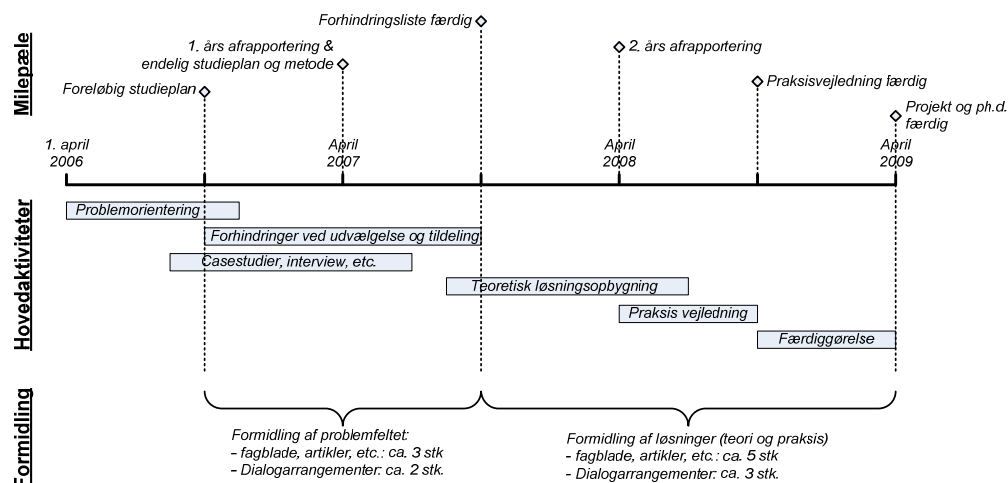 Milepæle
Forhindringsliste færdig
1. års afrapportering &
endelig studieplan og metode
2. års afrapportering
Foreløbig studieplan
Praksisvejledning færdig
Projekt og ph.d.
færdig
1. april
2006
April
2007
April
2008
April
2009
Hovedaktiviteter
Problemorientering
Forhindringer ved udvælgelse og tildeling
Casestudier, interview, etc.
Teoretisk løsningsopbygning
Praksis vejledning
Færdiggørelse
Formidling
Formidling af problemfeltet:
- fagblade, artikler, etc.: ca. 3 stk
- Dialogarrangementer: ca. 2 stk.
Formidling af løsninger (teori og praksis)
- fagblade, artikler, etc.: ca. 5 stk
- Dialogarrangementer: ca. 3 stk.